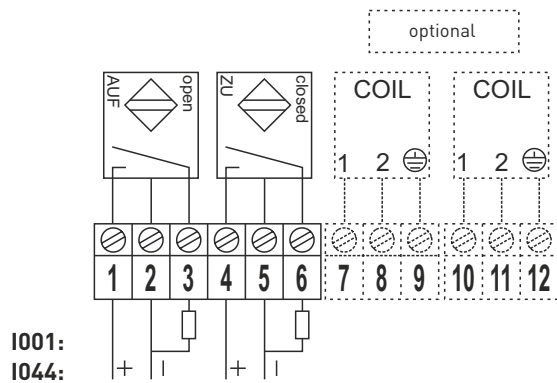 optional
AUF
open
ZU
closed
COIL
COIL
1 2
1 2
1 2 3 4 5 6 7 8 9 10 11 12
I001:
I044:
+ – + –